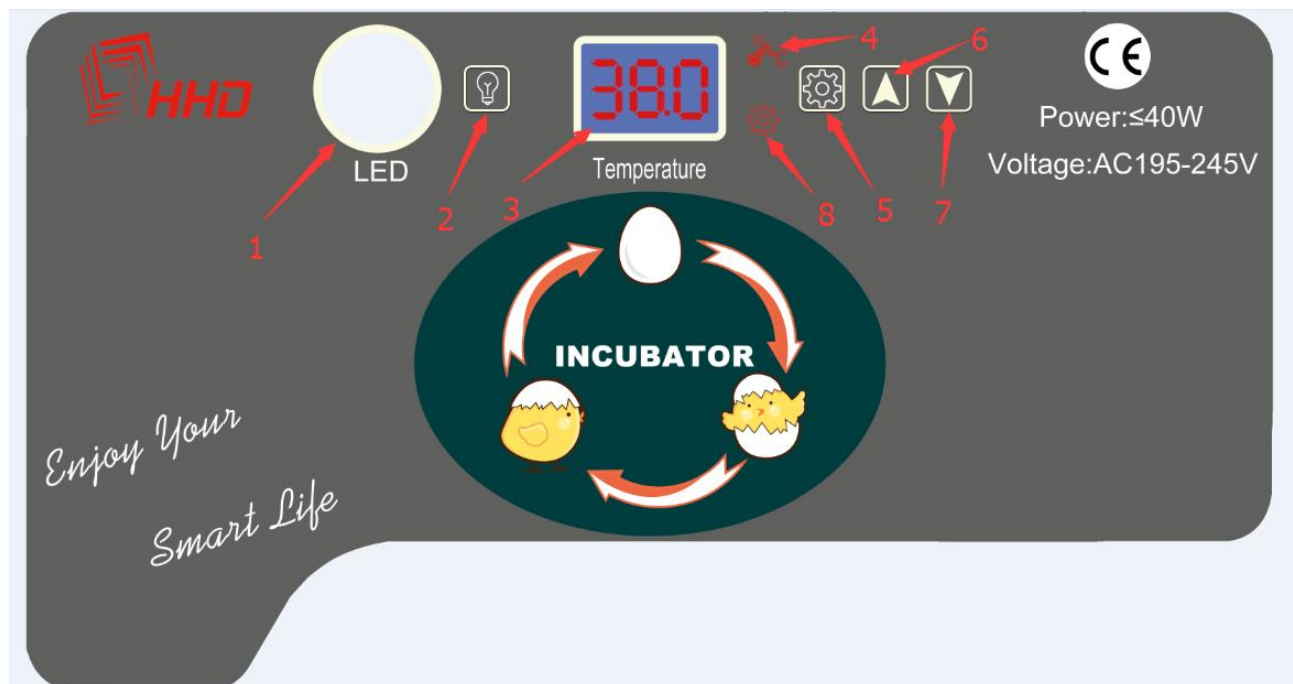 HHD
LED
38.0
Temperature
CE
Power:≤40W
Voltage:AC195-245V
1
2
3
4
5
6
7
8
INCUBATOR
Enjoy Your
Smart Life